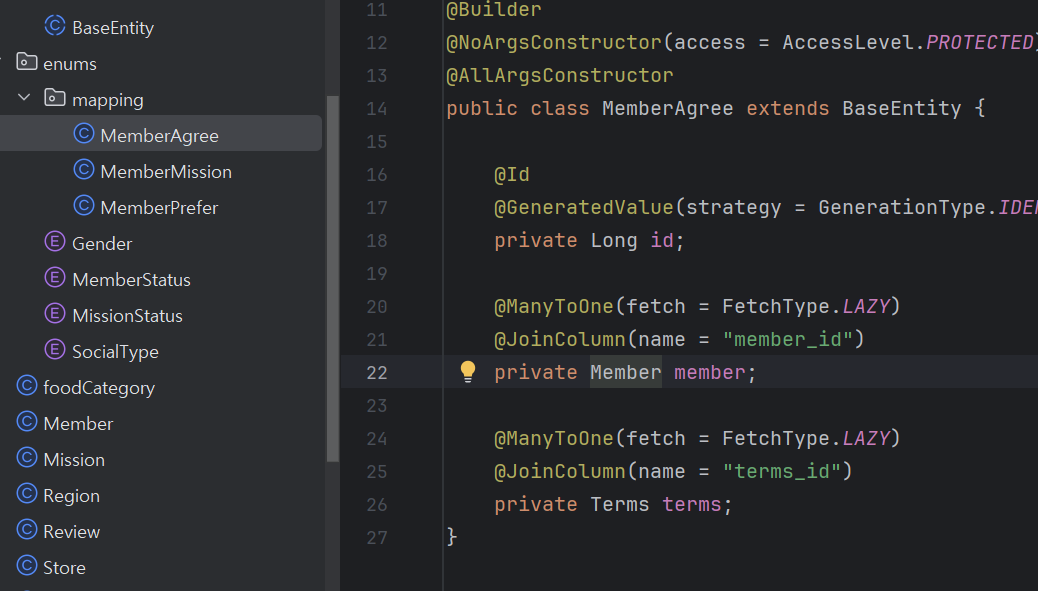 BaseEntity
enums
mapping
MemberAgree
MemberMission
MemberPrefer
Gender
MemberStatus
MissionStatus
SocialType
foodCategory
Member
Mission
Region
Review
Store
11 @Builder
12 @NoArgsConstructor(access = AccessLevel.PROTECTED)
13 @AllArgsConstructor
14 public class MemberAgree extends BaseEntity {
15
16 @Id
17 @GeneratedValue(strategy = GenerationType.IDE
18 private Long id;
19
20 @ManyToOne(fetch = FetchType.LAZY)
21 @JoinColumn(name = "member_id")
22 private Member member;
23
24 @ManyToOne(fetch = FetchType.LAZY)
25 @JoinColumn(name = "terms_id")
26 private Terms terms;
27 }